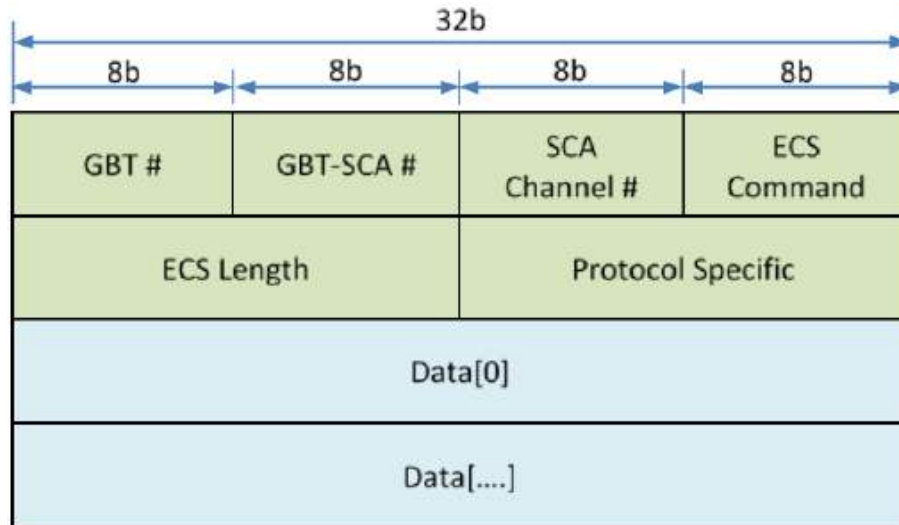 32b
8b 8b 8b 8b
GBT # GBT-SCA # SCA Channel # ECS Command
ECS Length Protocol Specific
Data[0]
Data[....]